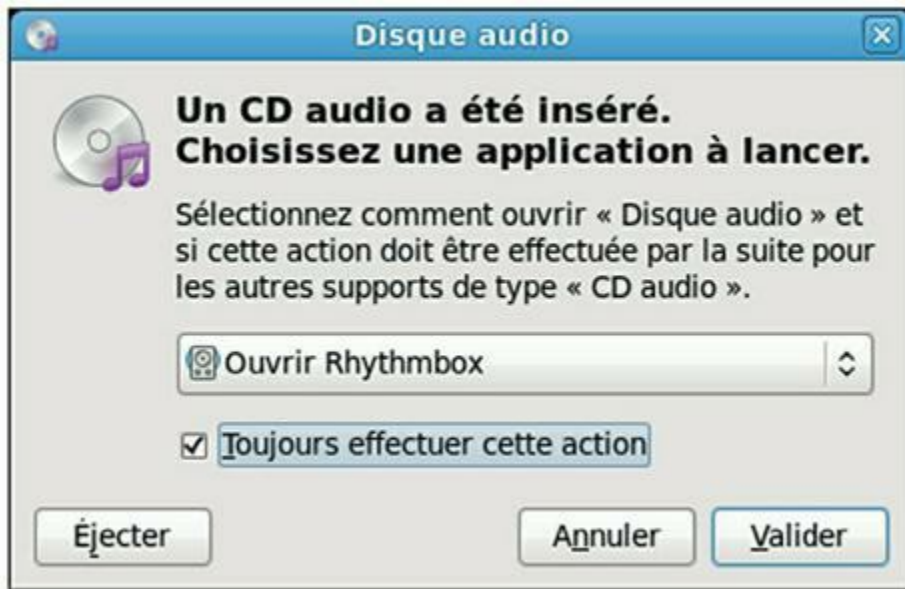 Disque audio
Un CD audio a été inséré.
Choisissez une application à lancer.
Sélectionnez comment ouvrir « Disque audio » et
si cette action doit être effectuée par la suite pour
les autres supports de type « CD audio ».
Ouvrir Rhythmbox
Toujours effectuer cette action
Éjecter
Annuler
Valider